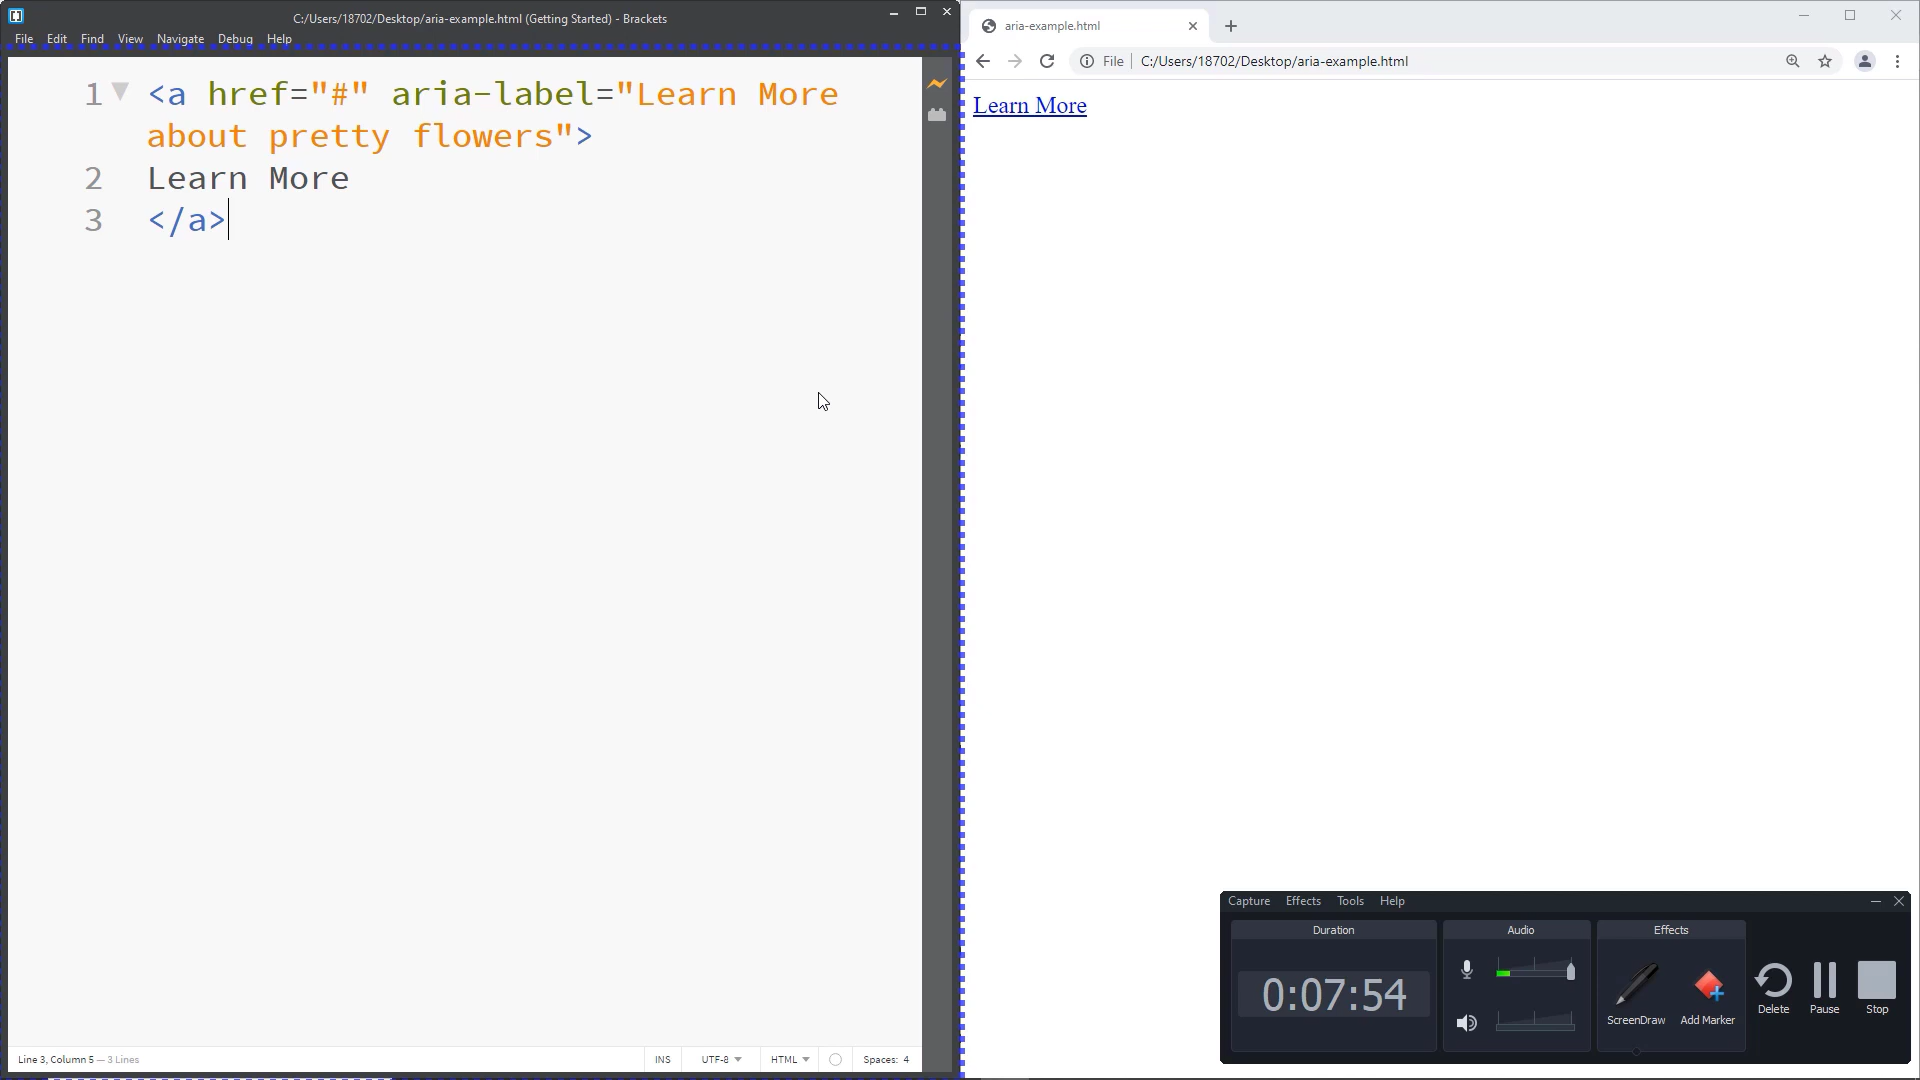 C:/Users/18702/Desktop/aria-example.html (Getting Started) - Brackets
File Edit Find View Navigate Debug Help
1 <a href="#" aria-label="Learn More
about pretty flowers">
2 Learn More
3 </a>
Line 3, Column 5 — 3 Lines
INS UTF-8 HTML Spaces: 4
aria-example.html
File C:/Users/18702/Desktop/aria-example.html
Learn More
Capture Effects Tools Help
Duration Audio Effects
0:07:54
ScreenDraw Add Marker Delete Pause Stop